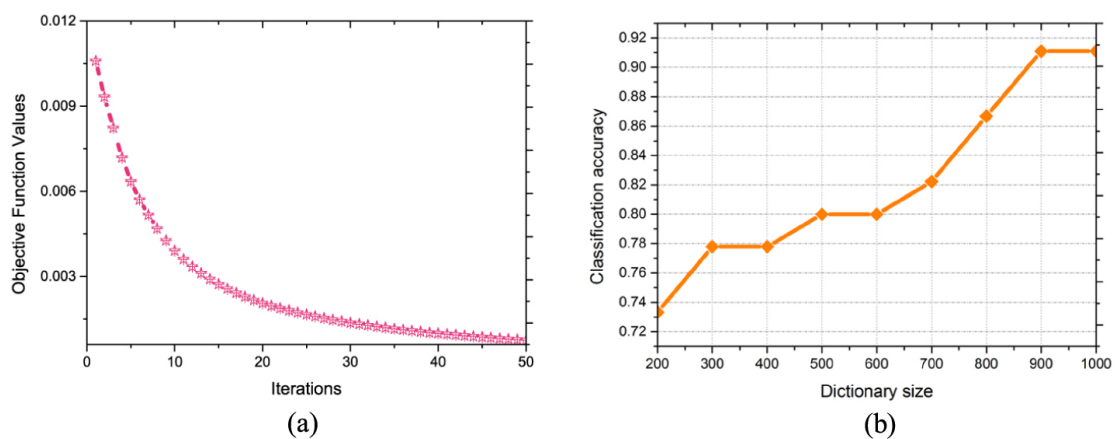 (a)
0.012
0.009
0.006
0.003
Objective Function Values
0 10 20 30 40 50
Iterations
(a)
0.92
0.90
0.88
0.86
0.84
0.82
0.80
0.78
0.76
0.74
0.72
Classification accuracy
200 300 400 500 600 700 800 900 1000
Dictionary size
(b)